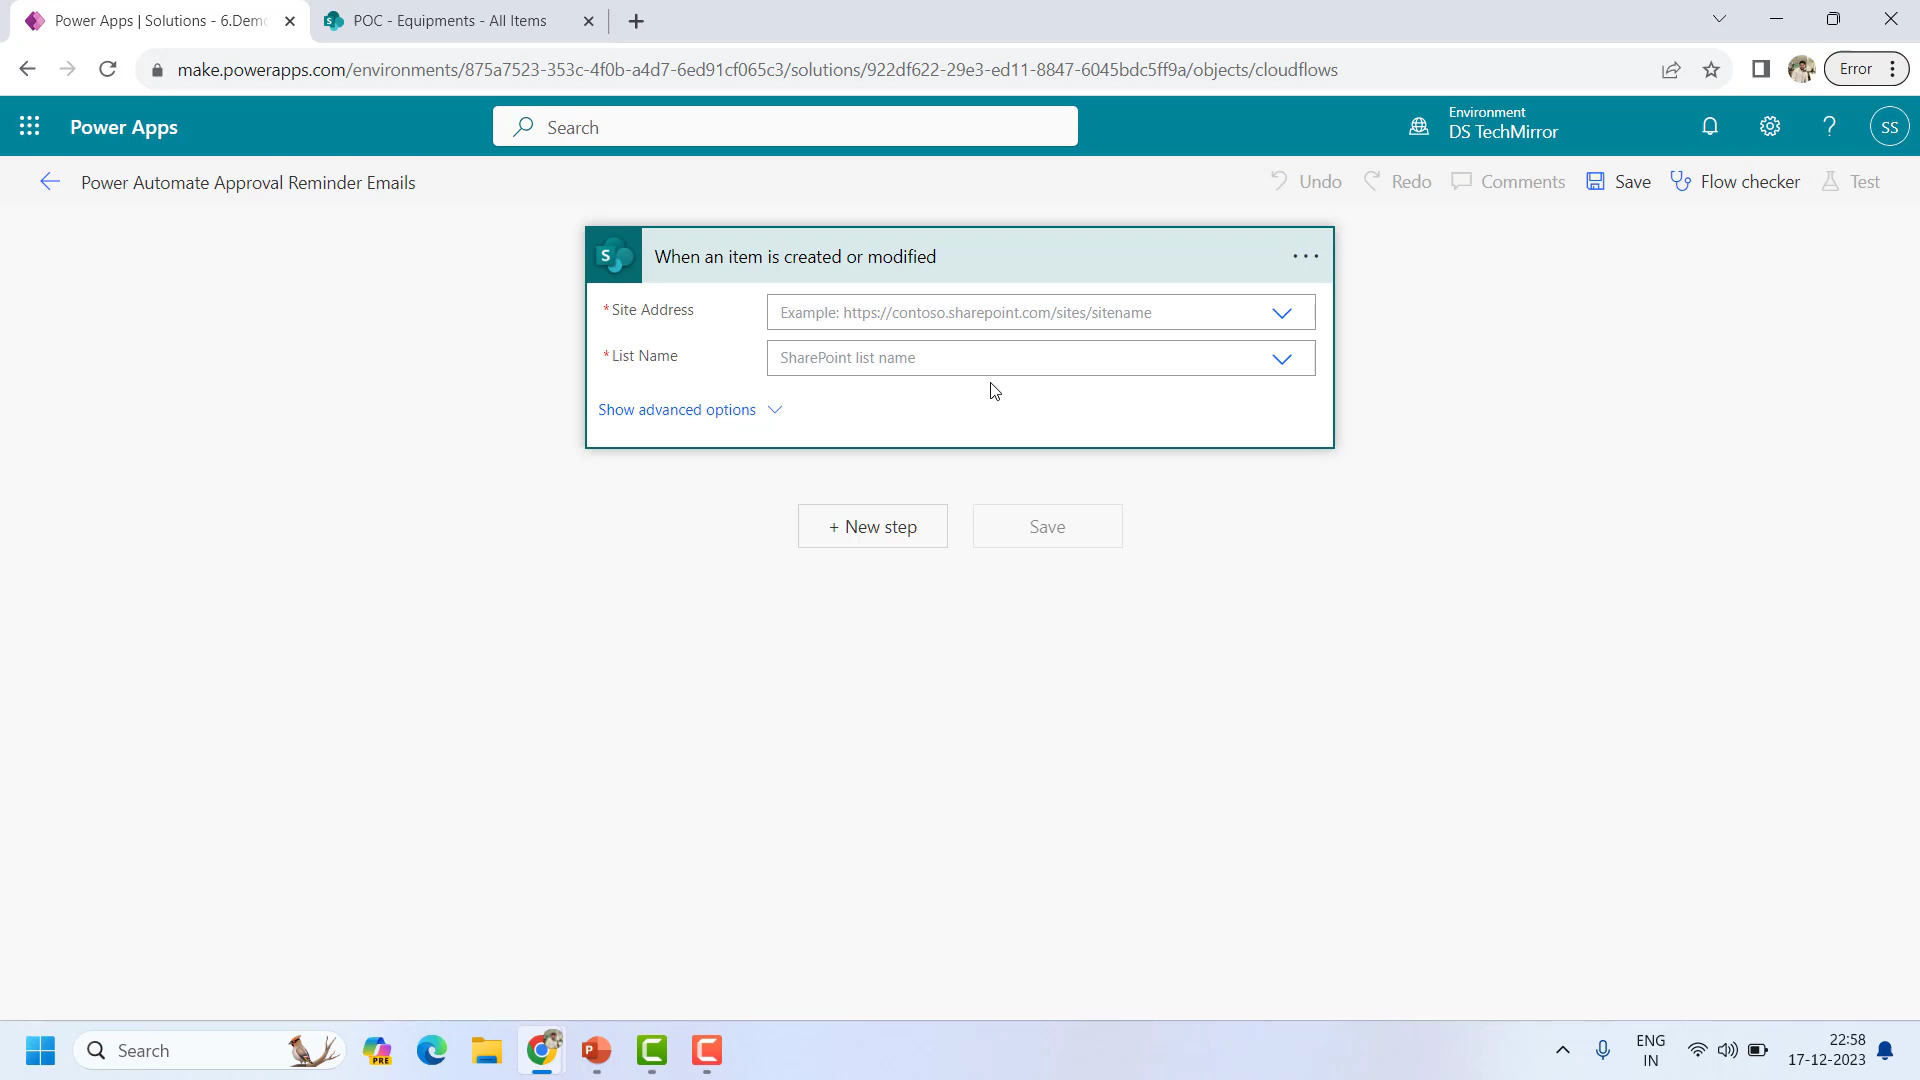 Power Apps | Solutions - 6.Demo
POC - Equipments - All Items
make.powerapps.com/environments/875a7523-353c-4f0b-a4d7-6ed91cf065c3/solutions/922df622-29e3-ed11-8847-6045bdc5ff9a/objects/cloudflows
Error
Power Apps
Search
Environment
DS TechMirror
?
SS
Power Automate Approval Reminder Emails
Undo
Redo
Comments
Save
Flow checker
Test
S
When an item is created or modified
* Site Address
Example: https://contoso.sharepoint.com/sites/sitename
* List Name
SharePoint list name
Show advanced options
+ New step
Save
Search
PRE
ENG
IN
22:58
17-12-2023